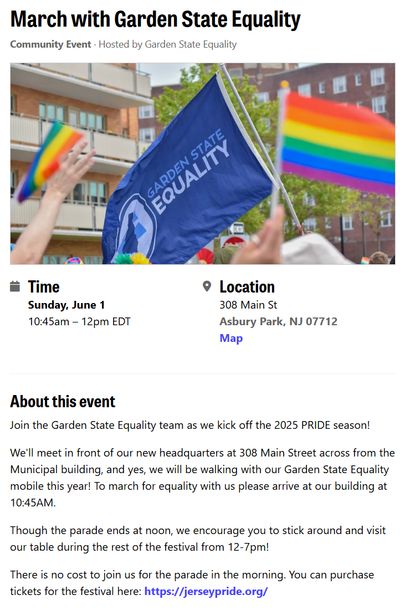 March with Garden State Equality
Community Event · Hosted by Garden State Equality
GARDEN STATE
EQUALITY
Time
Sunday, June 1
10:45am – 12pm EDT
Location
308 Main St
Asbury Park, NJ 07712
Map
About this event
Join the Garden State Equality team as we kick off the 2025 PRIDE season!
We'll meet in front of our new headquarters at 308 Main Street across from the
Municipal building, and yes, we will be walking with our Garden State Equality
mobile this year! To march for equality with us please arrive at our building at
10:45AM.
Though the parade ends at noon, we encourage you to stick around and visit
our table during the rest of the festival from 12-7pm!
There is no cost to join us for the parade in the morning. You can purchase
tickets for the festival here: https://jerseypride.org/